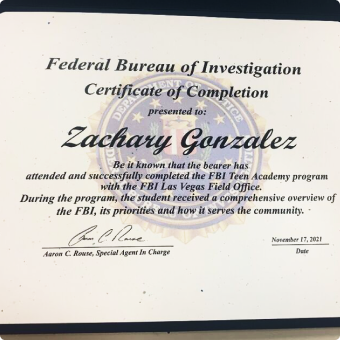 Federal Bureau of Investigation
Certificate of Completion
presented to:
Zachary Gonzalez
Be it known that the bearer has
attended and successfully completed the FBI Teen Academy program
with the FBI Las Vegas Field Office.
During the program, the student received a comprehensive overview of
the FBI, its priorities and how it serves the community.
Aaron C. Rouse
November 17, 2021
Aaron C. Rouse, Special Agent In Charge
Date